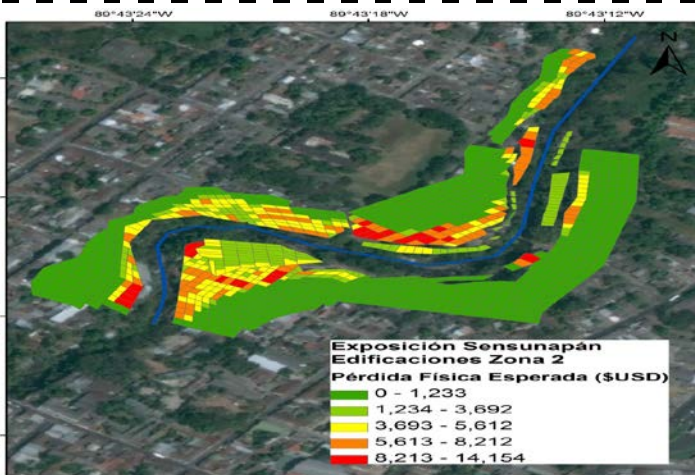 89°43'24"W
89°43'18"W
89°43'12"W
N
Exposición Sensunapán
Edificaciones Zona 2
Pérdida Física Esperada ($USD)
0 - 1,233
1,234 - 3,692
3,693 - 5,612
5,613 - 8,212
8,213 - 14,154